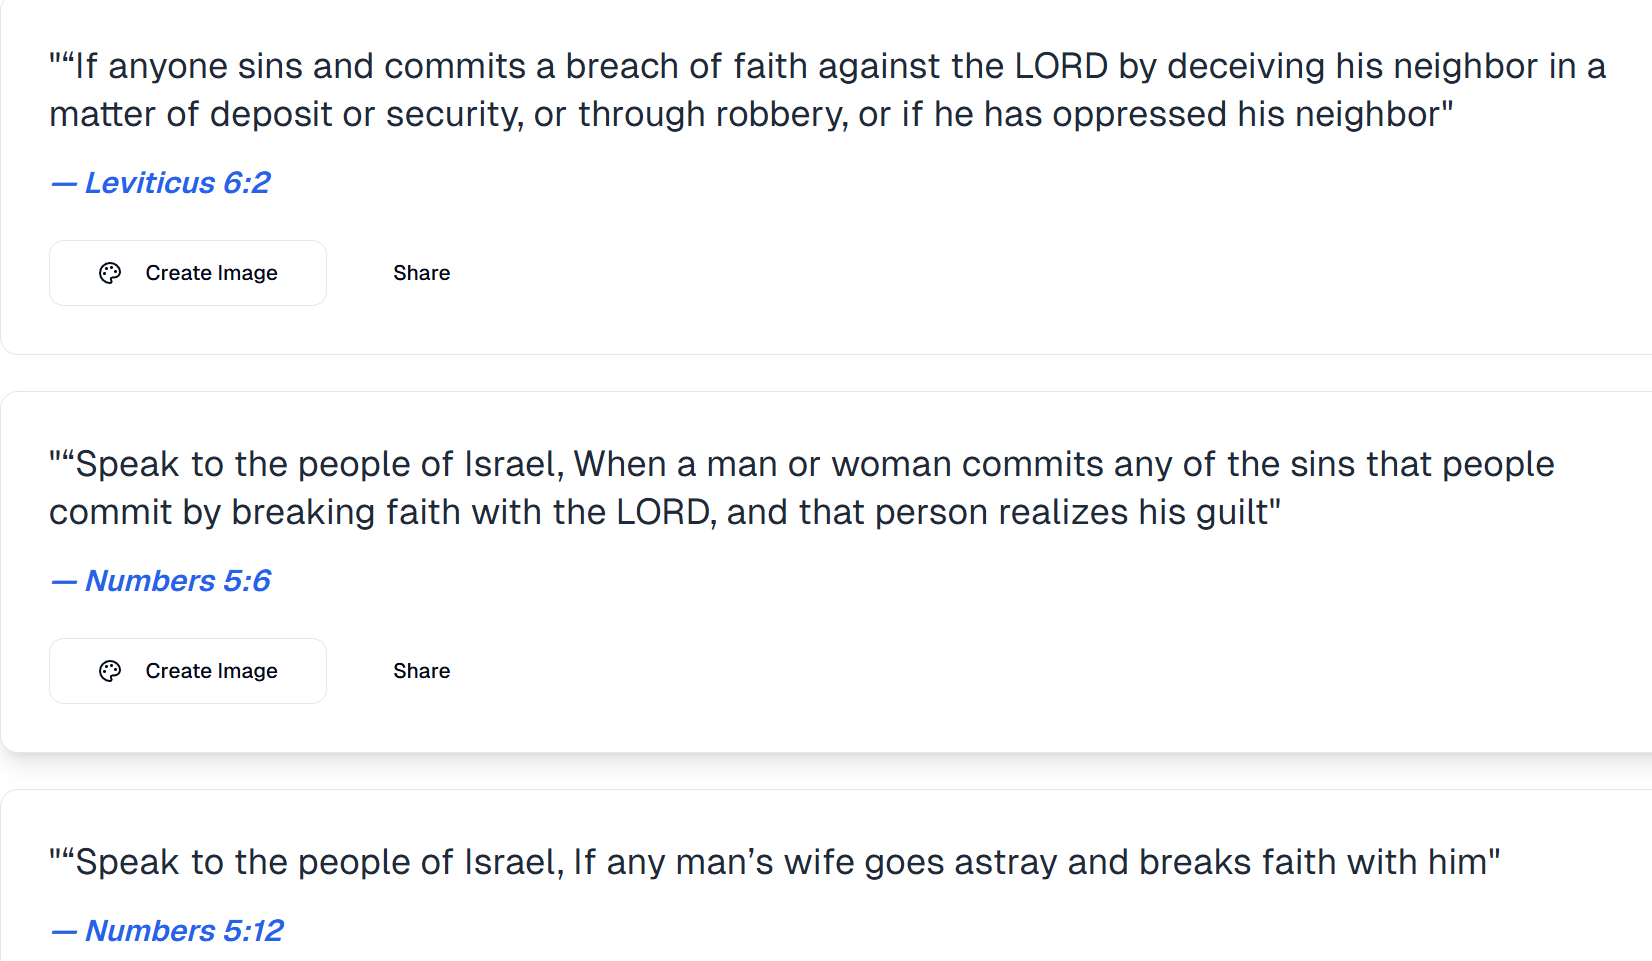 "“If anyone sins and commits a breach of faith against the LORD by deceiving his neighbor in a
matter of deposit or security, or through robbery, or if he has oppressed his neighbor"
— Leviticus 6:2
Create Image Share
"“Speak to the people of Israel, When a man or woman commits any of the sins that people
commit by breaking faith with the LORD, and that person realizes his guilt"
— Numbers 5:6
Create Image Share
"“Speak to the people of Israel, If any man’s wife goes astray and breaks faith with him"
— Numbers 5:12